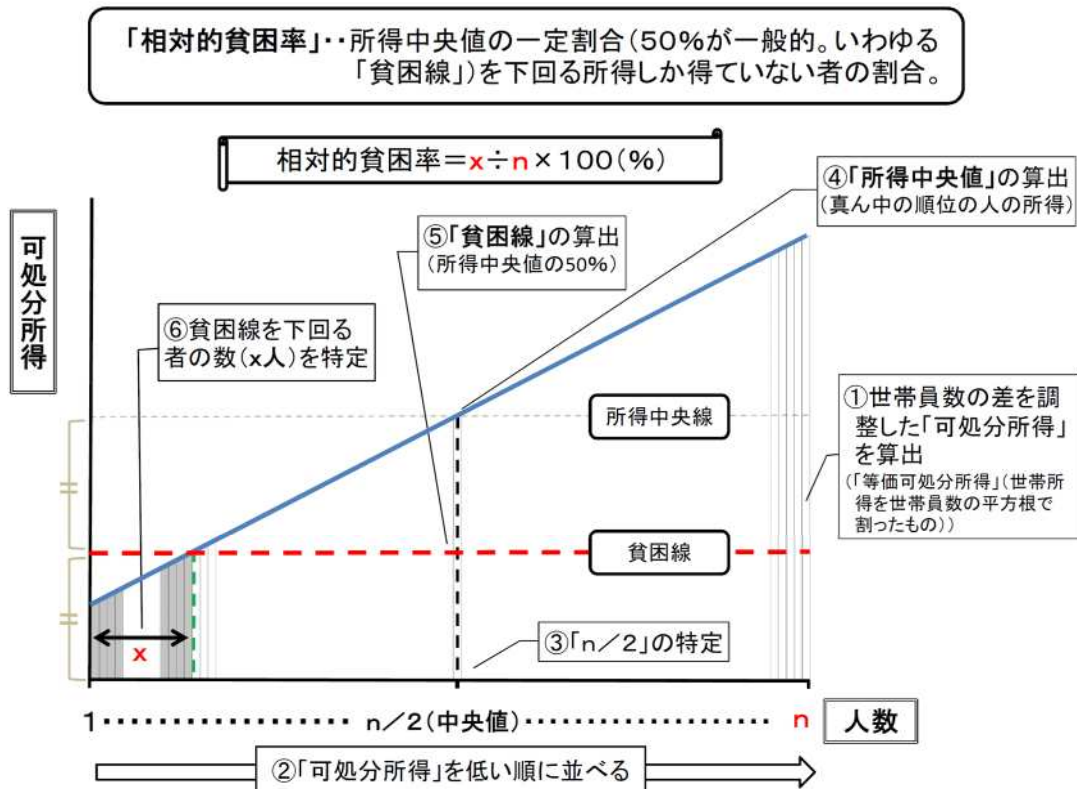 「相対的貧困率」‥所得中央値の一定割合(50%が一般的。いわゆる
「貧困線」)を下回る所得しか得ていない者の割合。
相対的貧困率=x÷n×100(%)
④「所得中央値」の算出
(真ん中の順位の人の所得)
⑤「貧困線」の算出
(所得中央値の50%)
可処分所得
⑥貧困線を下回る
者の数(x人)を特定
所得中央線
①世帯員数の差を調
整した「可処分所得」
を算出
(「等価可処分所得」(世帯所
得を世帯員数の平方根で
割ったもの))
貧困線
③「n/2」の特定
x
1・・・・・・・・・・・・・・・・・・ n/2(中央値)・・・・・・・・・・・・・・・・・・ n
人数
②「可処分所得」を低い順に並べる